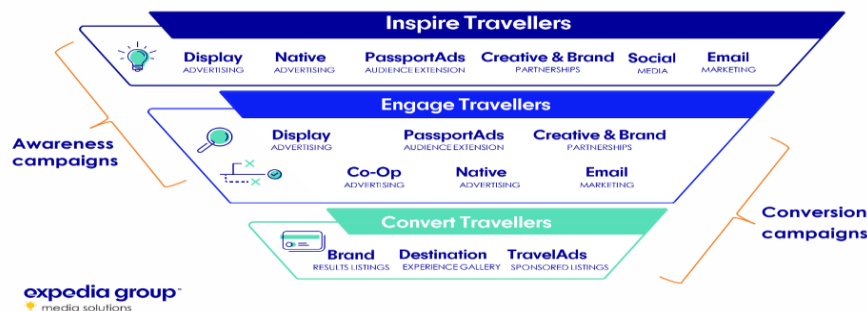 Inspire Travellers
Display Native PassportAds Creative & Brand Social Email
ADVERTISING ADVERTISING AUDIENCE EXTENSION PARTNERSHIPS MEDIA MARKETING
Engage Travellers
Display PassportAds Creative & Brand
ADVERTISING AUDIENCE EXTENSION PARTNERSHIPS
Co-Op Native Email
ADVERTISING ADVERTISING MARKETING
Awareness
campaigns
Convert Travellers
Brand Destination TravelAds
RESULTS LISTINGS EXPERIENCE GALLERY SPONSORED LISTINGS
Conversion
campaigns
expedia group™
media solutions